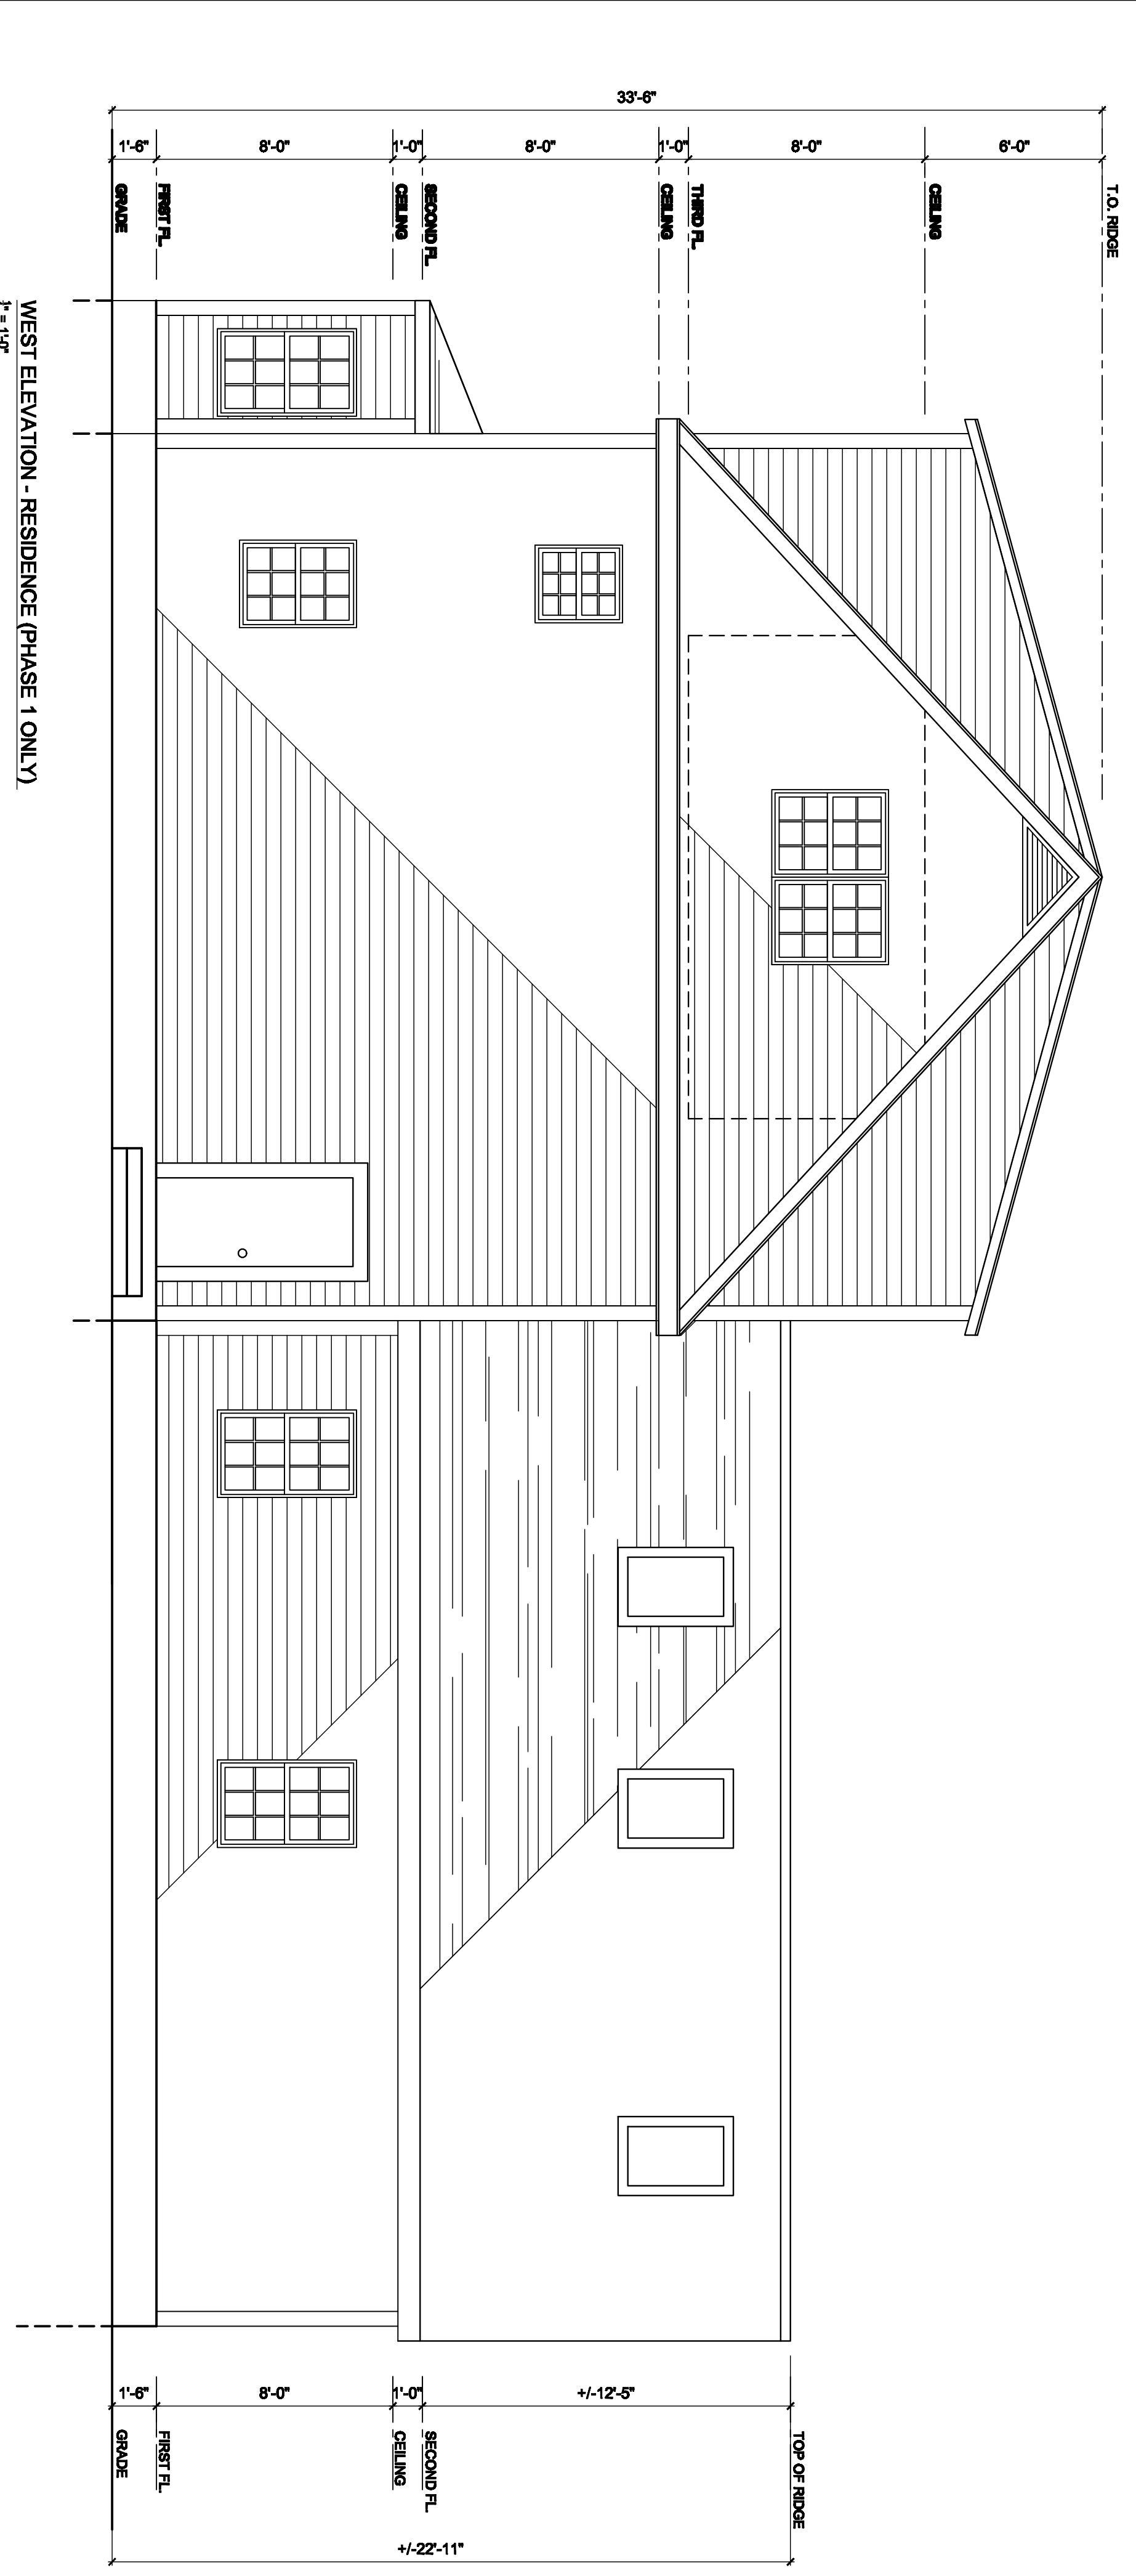 33'-6"
1'-6"
8'-0"
1'-0"
8'-0"
1'-0"
8'-0"
6'-0"
GRADE
FIRST FL.
CEILING
SECOND FL.
CEILING
THIRD FL.
CEILING
T.O. RIDGE
WEST ELEVATION - RESIDENCE (PHASE 1 ONLY)
1'-6"
8'-0"
1'-0"
+/-12'-5"
GRADE
FIRST FL.
CEILING
SECOND FL.
TOP OF RIDGE
+/-22'-11"